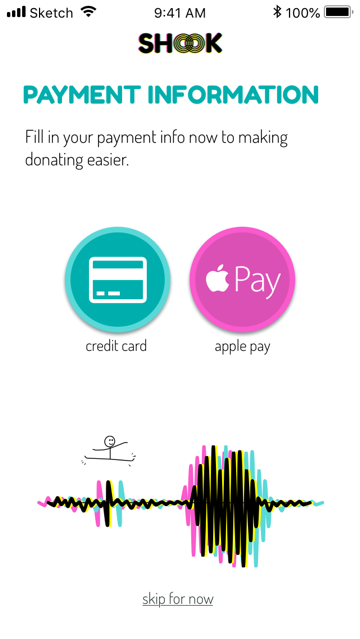 Sketch 9:41 AM 100%
SHOOK
PAYMENT INFORMATION
Fill in your payment info now to making
donating easier.
Pay
credit card
apple pay
skip for now